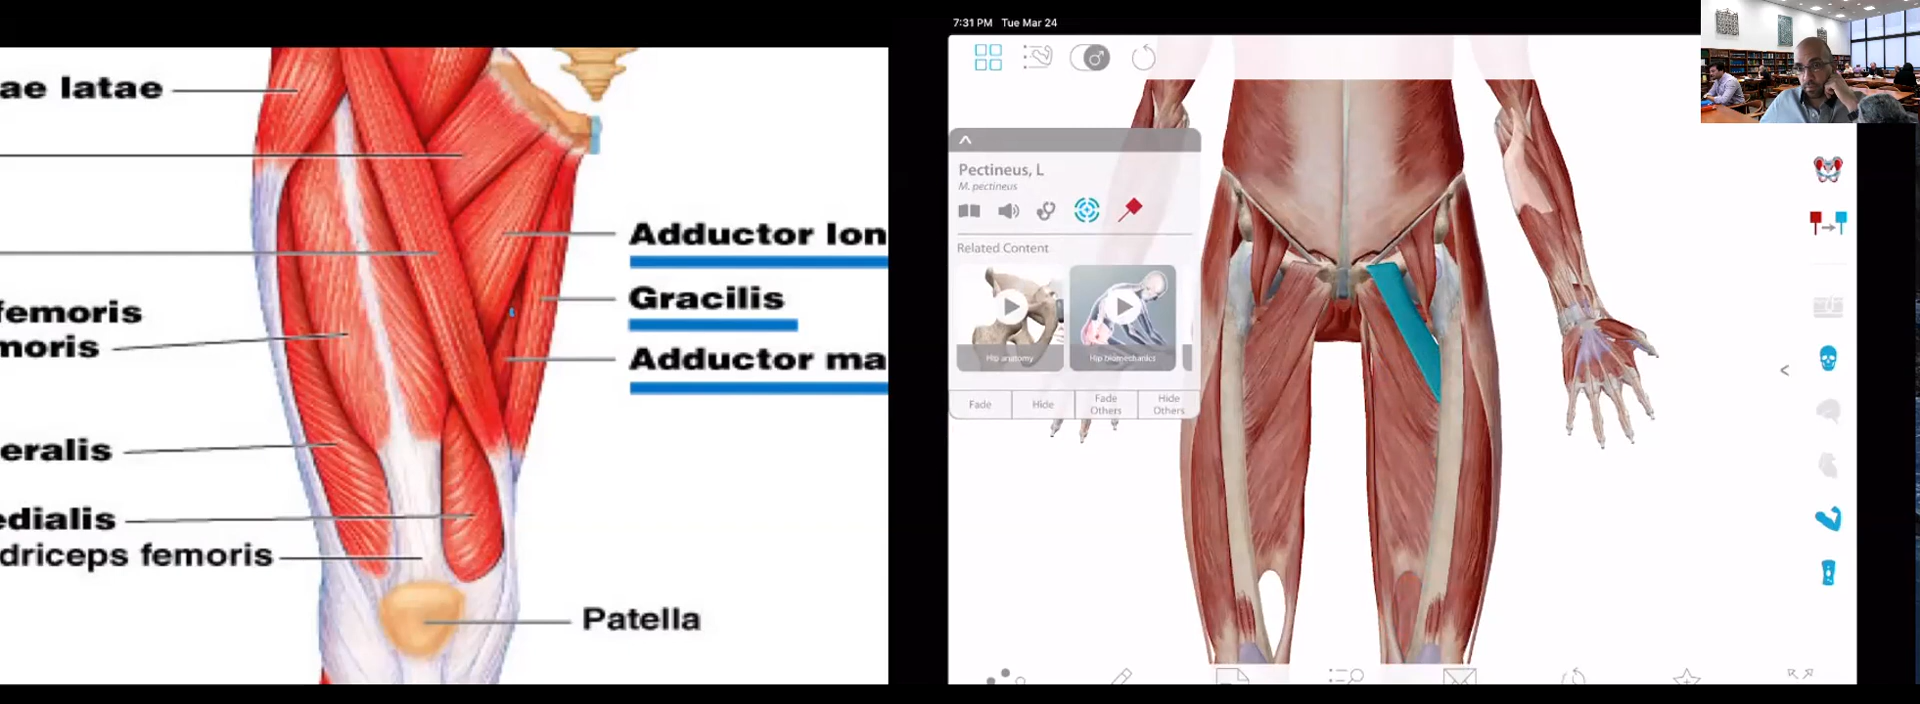 ae latae
Adductor lon
Gracilis
femoris
moris
Adductor ma
eralis
edialis
driceps femoris
Patella
7:31 PM Tue Mar 24
Pectineus, L
M. pectineus
Related Content
Hip anatomy
Hip biomechanics
Fade
Hide
Fade Others
Hide Others